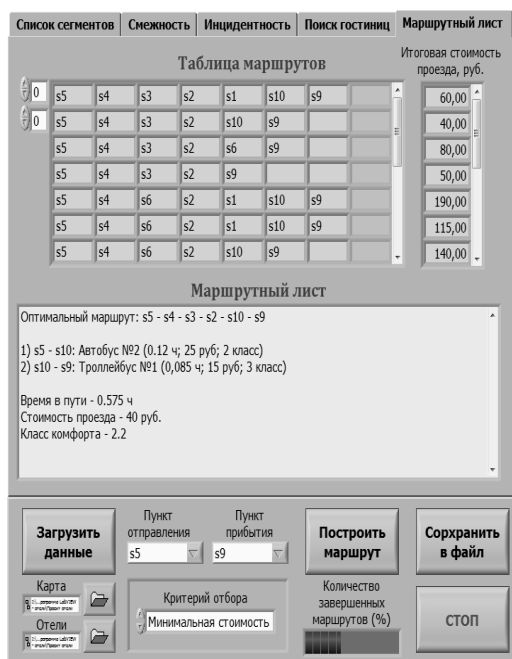 Список сегментов Смежность Инцидентность Поиск гостиниц Маршрутный лист
Таблица маршрутов
Итоговая стоимость
проезда, руб.
0 s5 s4 s3 s2 s1 s10 s9 60,00
0 s5 s4 s3 s2 s10 s9 40,00
s5 s4 s3 s2 s6 s9 80,00
s5 s4 s3 s2 s9 50,00
s5 s4 s6 s2 s1 s10 s9 190,00
s5 s4 s6 s2 s1 s10 s9 115,00
s5 s4 s6 s2 s10 s9 140,00
Маршрутный лист
Оптимальный маршрут: s5 - s4 - s3 - s2 - s10 - s9
1) s5 - s10: Автобус №2 (0.12 ч; 25 руб; 2 класс)
2) s10 - s9: Троллейбус №1 (0,085 ч; 15 руб; 3 класс)
Время в пути - 0.575 ч
Стоимость проезда - 40 руб.
Класс комфорта - 2.2
Загрузить
данные
Пункт
отправления
s5
Пункт
прибытия
s9
Построить
маршрут
Сорхранить
в файл
Карта
Отели
Критерий отбора
Минимальная стоимость
Количество
завершенных
маршрутов (%)
СТОП